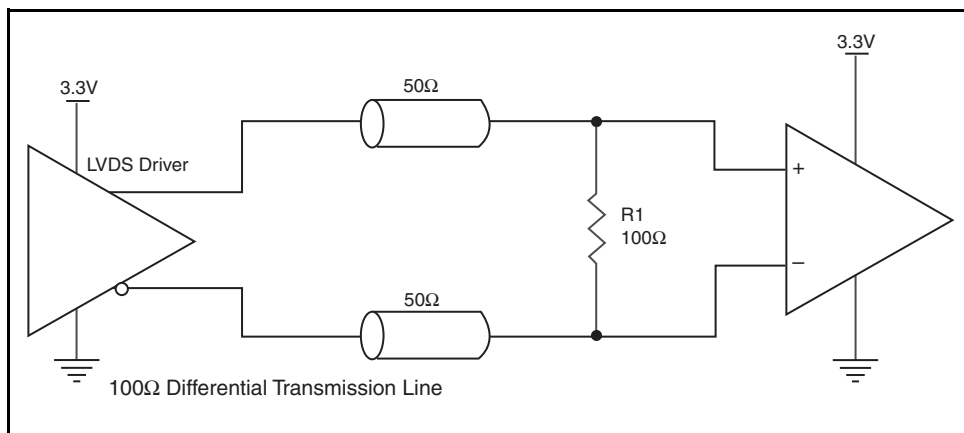 3.3V
3.3V
50Ω
LVDS Driver
+
R1
100Ω
–
50Ω
100Ω Differential Transmission Line